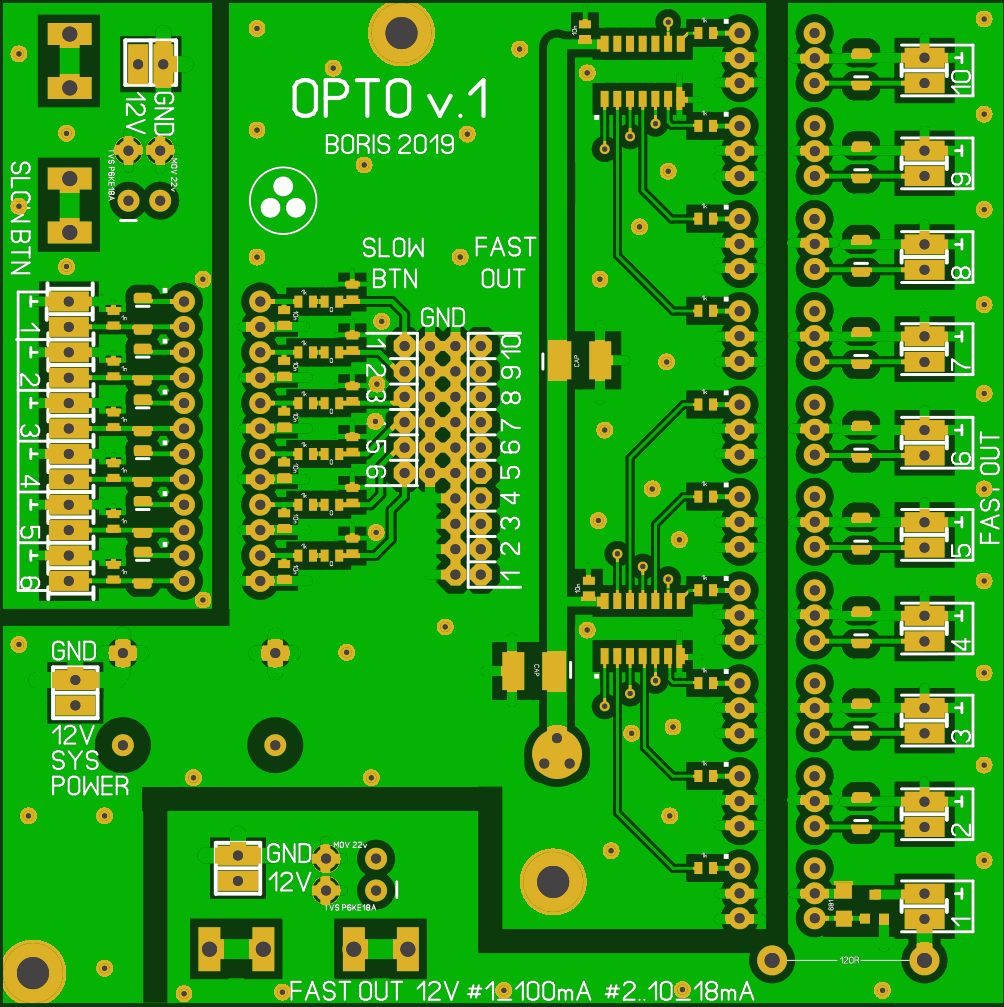 OPTO v.1
BORIS 2019
12V
GND
TVS P6KE18A
MOV 22v
SLOW BTN
SLOW
BTN
FAST
OUT
GND
1
2
3
5
6
10
9
8
7
6
5
4
3
2
1
1
2
3
4
5
6
10
9
8
7
6
5
4
3
2
1
FAST OUT
CAP
CAP
GND
12V
SYS
POWER
GND
12V
MOV 22v
TVS P6KE18A
681
120R
FAST OUT 12V #1 100mA #2..10 18mA